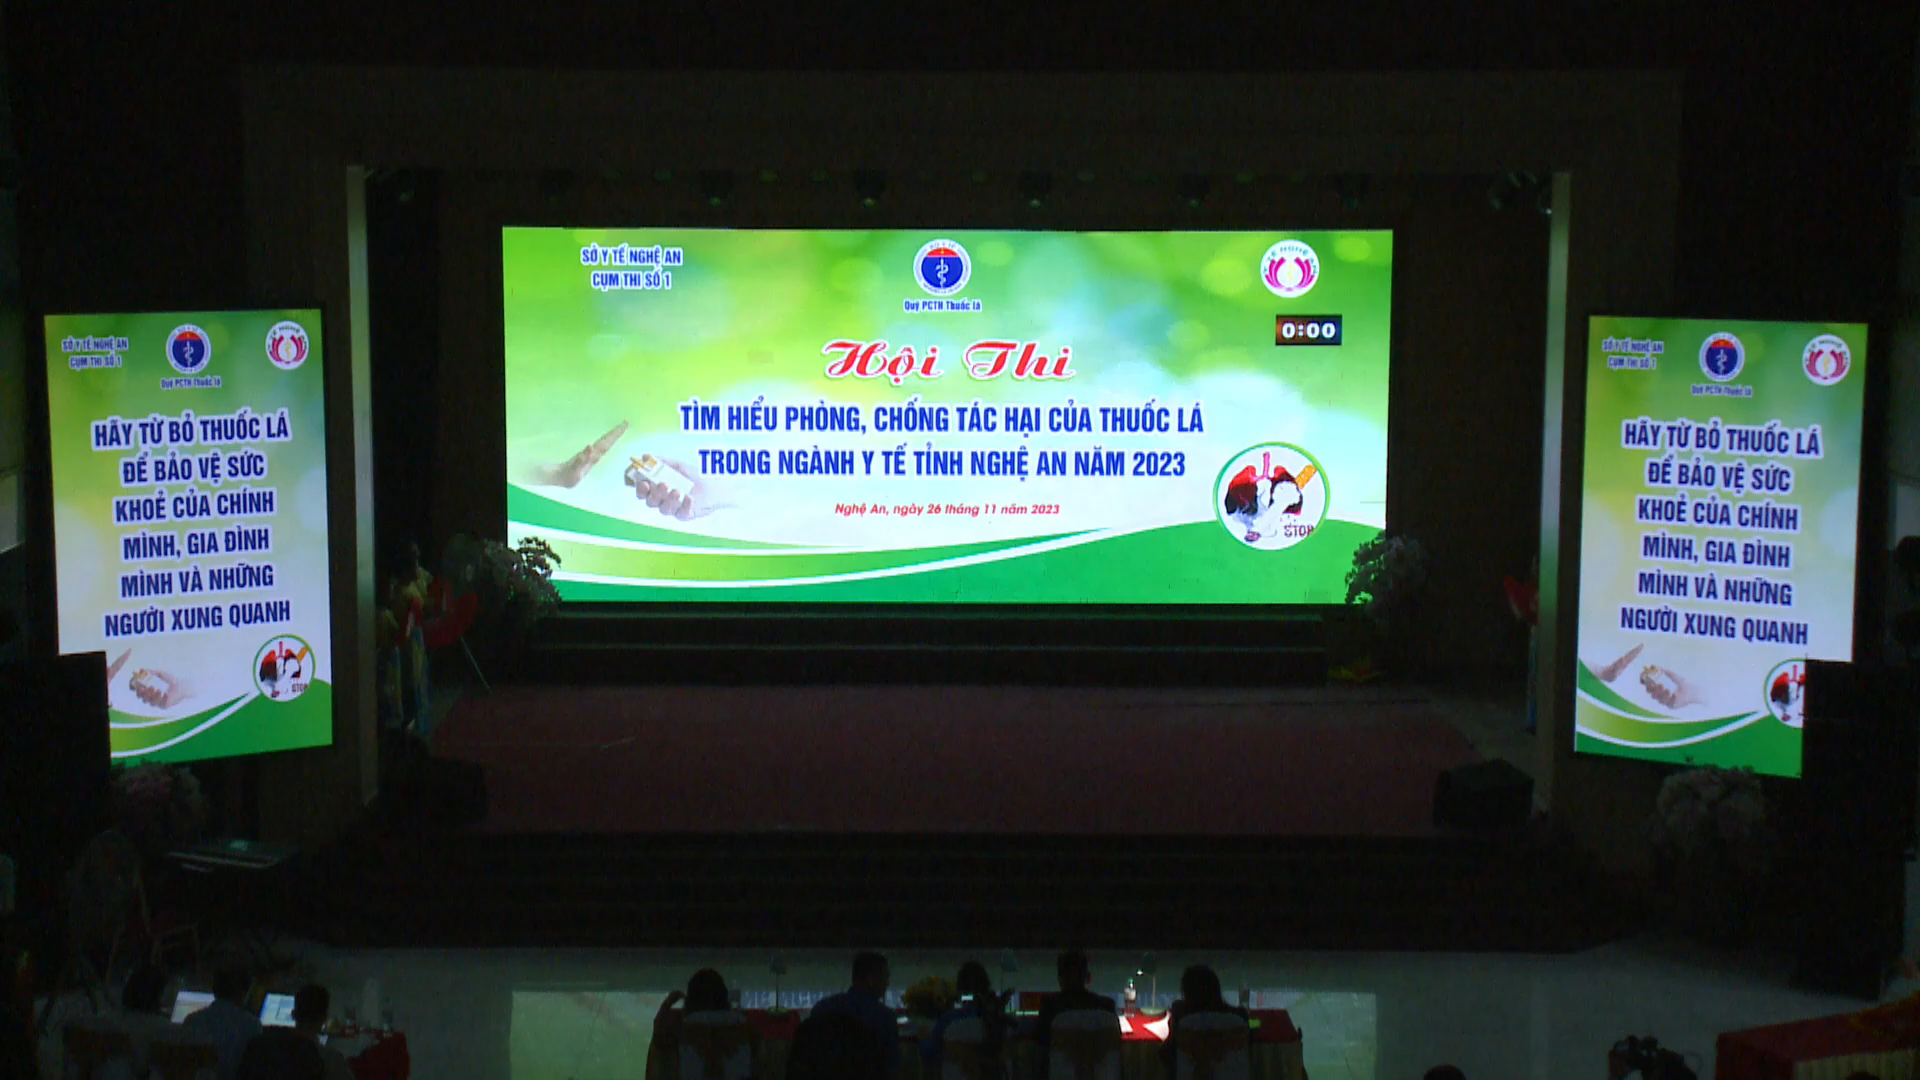 SỞ Y TẾ NGHỆ AN
CỤM THI SỐ 1
Quỹ PCTH Thuốc lá
0:00
Hội Thi
TÌM HIỂU PHÒNG, CHỐNG TÁC HẠI CỦA THUỐC LÁ
TRONG NGÀNH Y TẾ TỈNH NGHỆ AN NĂM 2023
Nghệ An, ngày 26 tháng 11 năm 2023
STOP
SỞ Y TẾ NGHỆ AN
CỤM THI SỐ 1
Quỹ PCTH Thuốc lá
HÃY TỪ BỎ THUỐC LÁ
ĐỂ BẢO VỆ SỨC
KHOẺ CỦA CHÍNH
MÌNH, GIA ĐÌNH
MÌNH VÀ NHỮNG
NGƯỜI XUNG QUANH
STOP
SỞ Y TẾ NGHỆ AN
CỤM THI SỐ 1
Quỹ PCTH Thuốc lá
HÃY TỪ BỎ THUỐC LÁ
ĐỂ BẢO VỆ SỨC
KHOẺ CỦA CHÍNH
MÌNH, GIA ĐÌNH
MÌNH VÀ NHỮNG
NGƯỜI XUNG QUANH